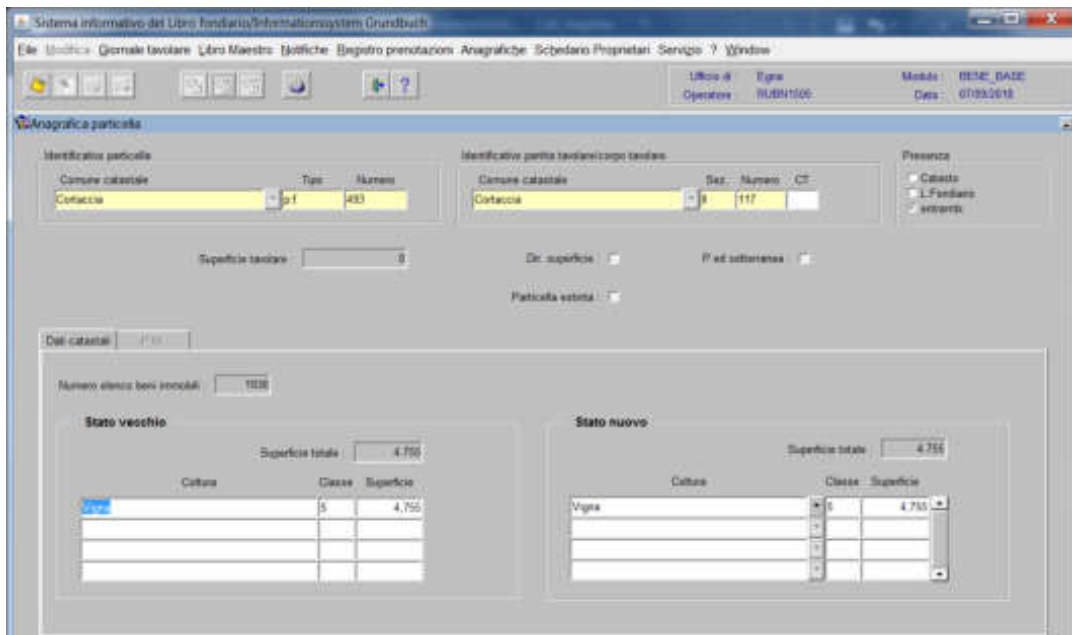 Sistema informativo del Libro fondiario/Informationssystem Grundbuch
File Modifica Giornale tavolare Libro Maestro Notifiche Registro prenotazioni Anagrafiche Schedario Proprietari Servizio ? Window
Ufficio di Egna Modulo : BENE_BASE
Operatore Data : 07/09/2018
Anagrafica particella
Identificativo particella
Comune catastale Tipo Numero
Cortaccia p.f 493
Identificativo partita tavolare/corpo tavolare
Comune catastale Sez. Numero CT
Cortaccia II 117
Presenza
Catasto
L.Fondiario
entrambi
Superficie tavolare : 0
Dir. superficie :
P.ed sotterranea :
Particella estinta :
Dati catastali
Numero elenco beni immobili :
Stato vecchio
Superficie totale : 4.755
Coltura Classe Superficie
Vigna 5 4.755
Stato nuovo
Superficie totale : 4.755
Coltura Classe Superficie
Vigna 5 4.755